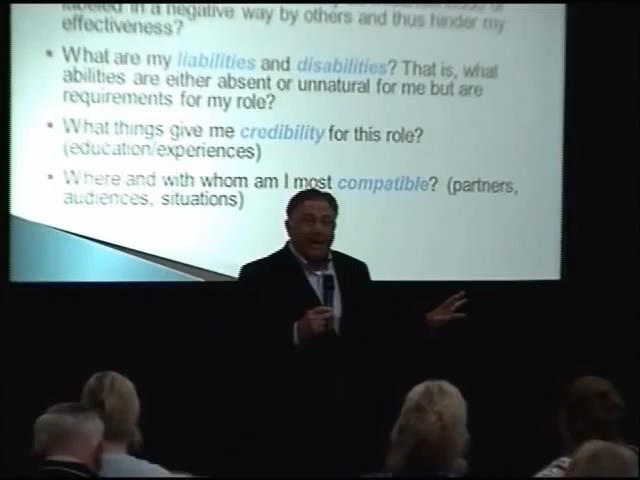 labeled in a negative way by others and thus hinder my
effectiveness?
• What are my liabilities and disabilities? That is, what
abilities are either absent or unnatural for me but are
requirements for my role?
• What things give me credibility for this role?
(education/experiences)
• Where and with whom am I most compatible? (partners,
audiences, situations)